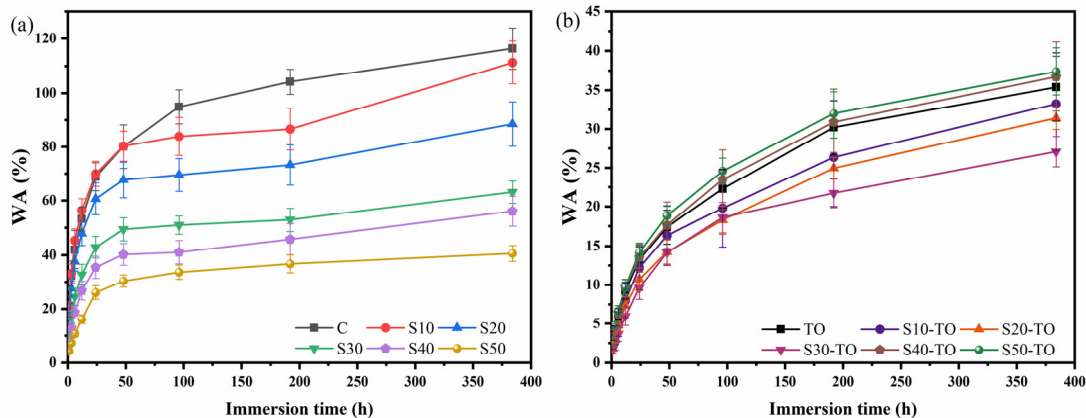 (a)
WA (%)
120
100
80
60
40
20
0
C S10 S20
S30 S40 S50
0 50 100 150 200 250 300 350 400
Immersion time (h)
(b)
WA (%)
45
40
35
30
25
20
15
10
5
0
TO S10-TO S20-TO
S30-TO S40-TO S50-TO
0 50 100 150 200 250 300 350 400
Immersion time (h)